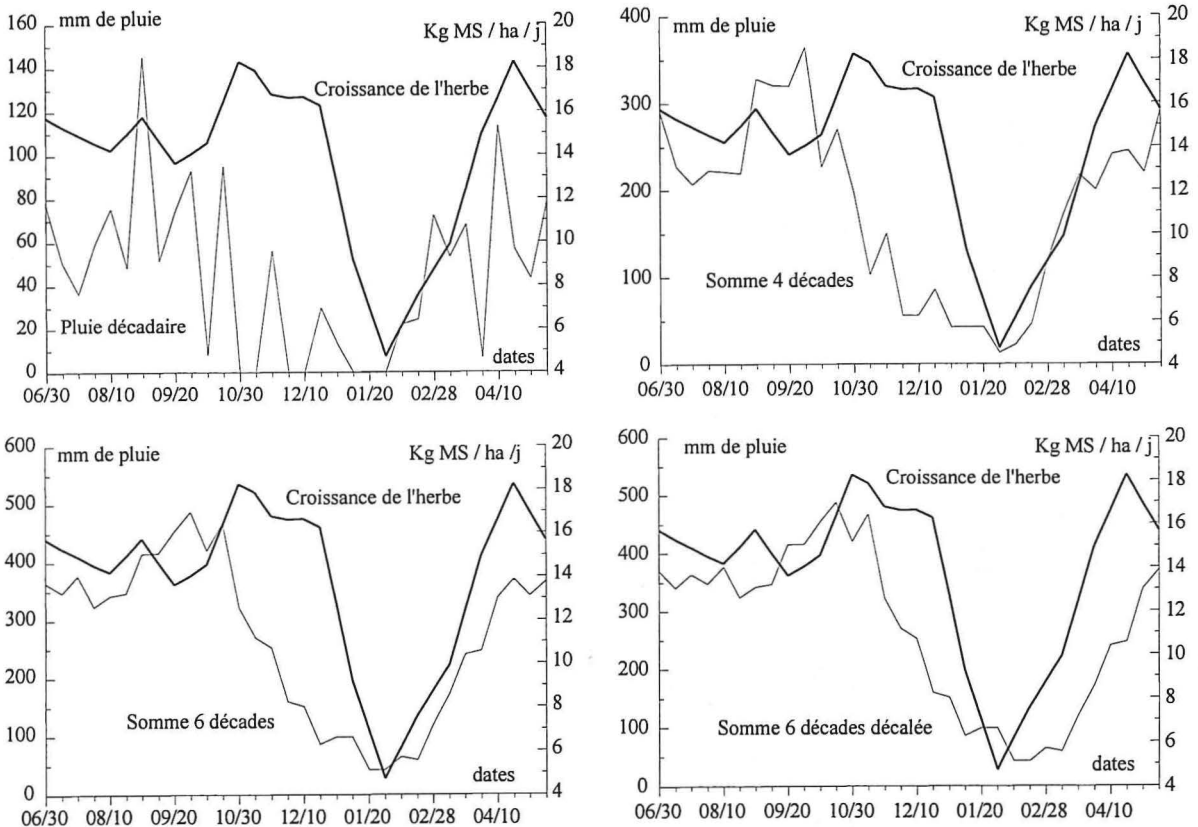 mm de pluie
Kg MS / ha / j
160
140
120
100
80
60
40
20
0
20
18
16
14
12
10
8
6
4
Croissance de l'herbe
Pluie décadaire
dates
06/30 08/10 09/20 10/30 12/10 01/20 02/28 04/10
mm de pluie
Kg MS / ha / j
400
300
200
100
0
20
18
16
14
12
10
8
6
4
Croissance de l'herbe
Somme 4 décades
dates
06/30 08/10 09/20 10/30 12/10 01/20 02/28 04/10
mm de pluie
Kg MS / ha /j
600
500
400
300
200
100
0
20
18
16
14
12
10
8
6
4
Croissance de l'herbe
Somme 6 décades
dates
06/30 08/10 09/20 10/30 12/10 01/20 02/28 04/10
mm de pluie
Kg MS / ha / j
600
500
400
300
200
100
0
20
18
16
14
12
10
8
6
4
Croissance de l'herbe
Somme 6 décades décalée
dates
06/30 08/10 09/20 10/30 12/10 01/20 02/28 04/10